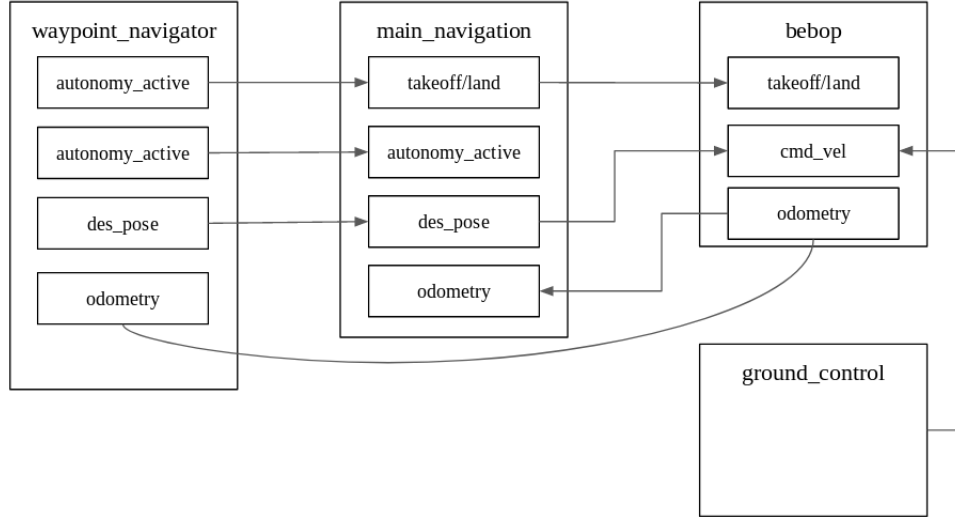 waypoint_navigator
autonomy_active
autonomy_active
des_pose
odometry
main_navigation
takeoff/land
autonomy_active
des_pose
odometry
bebop
takeoff/land
cmd_vel
odometry
ground_control